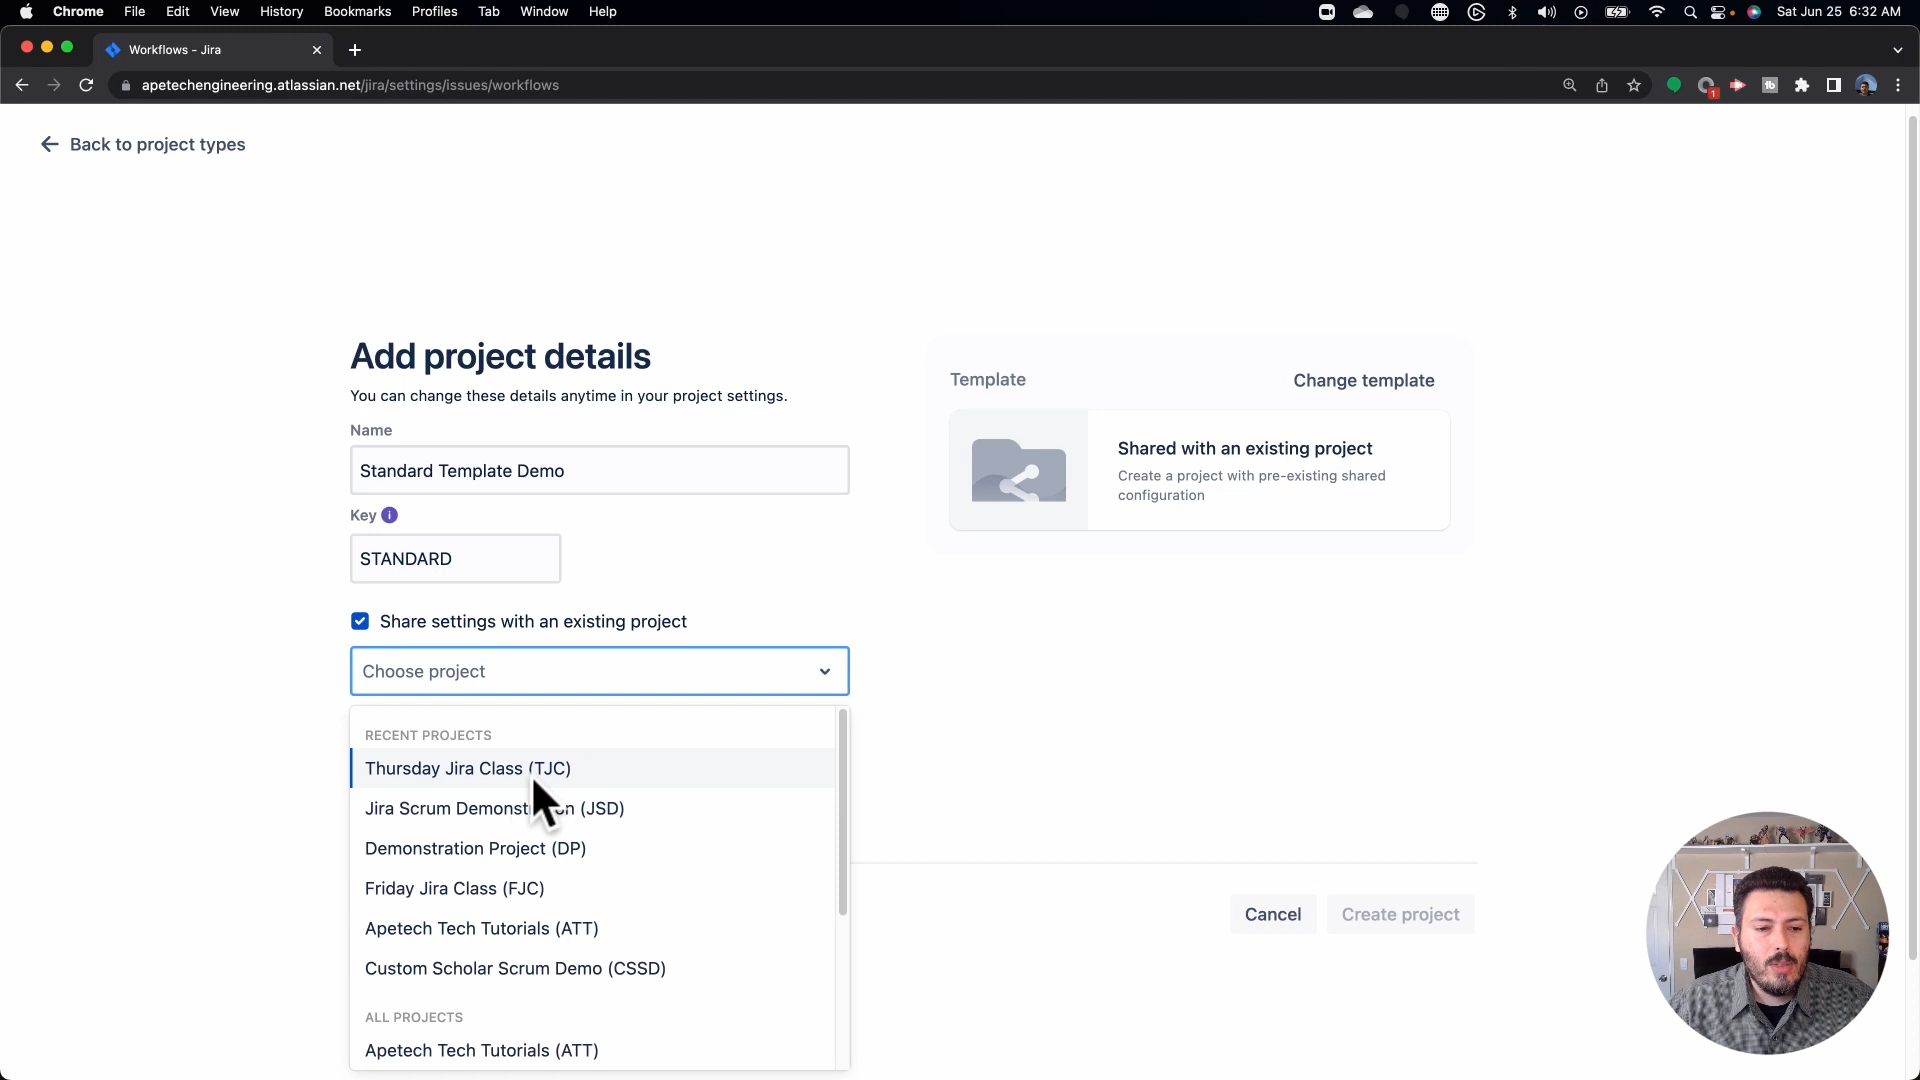 Chrome File Edit View History Bookmarks Profiles Tab Window Help Sat Jun 25 6:32 AM
Workflows - Jira
apetechengineering.atlassian.net/jira/settings/issues/workflows
1
tb
Back to project types
Add project details
You can change these details anytime in your project settings.
Name
Standard Template Demo
Key
STANDARD
Share settings with an existing project
Choose project
RECENT PROJECTS
Thursday Jira Class (TJC)
Jira Scrum Demonst n (JSD)
Demonstration Project (DP)
Friday Jira Class (FJC)
Apetech Tech Tutorials (ATT)
Custom Scholar Scrum Demo (CSSD)
ALL PROJECTS
Apetech Tech Tutorials (ATT)
Template
Change template
Shared with an existing project
Create a project with pre-existing shared
configuration
Cancel
Create project